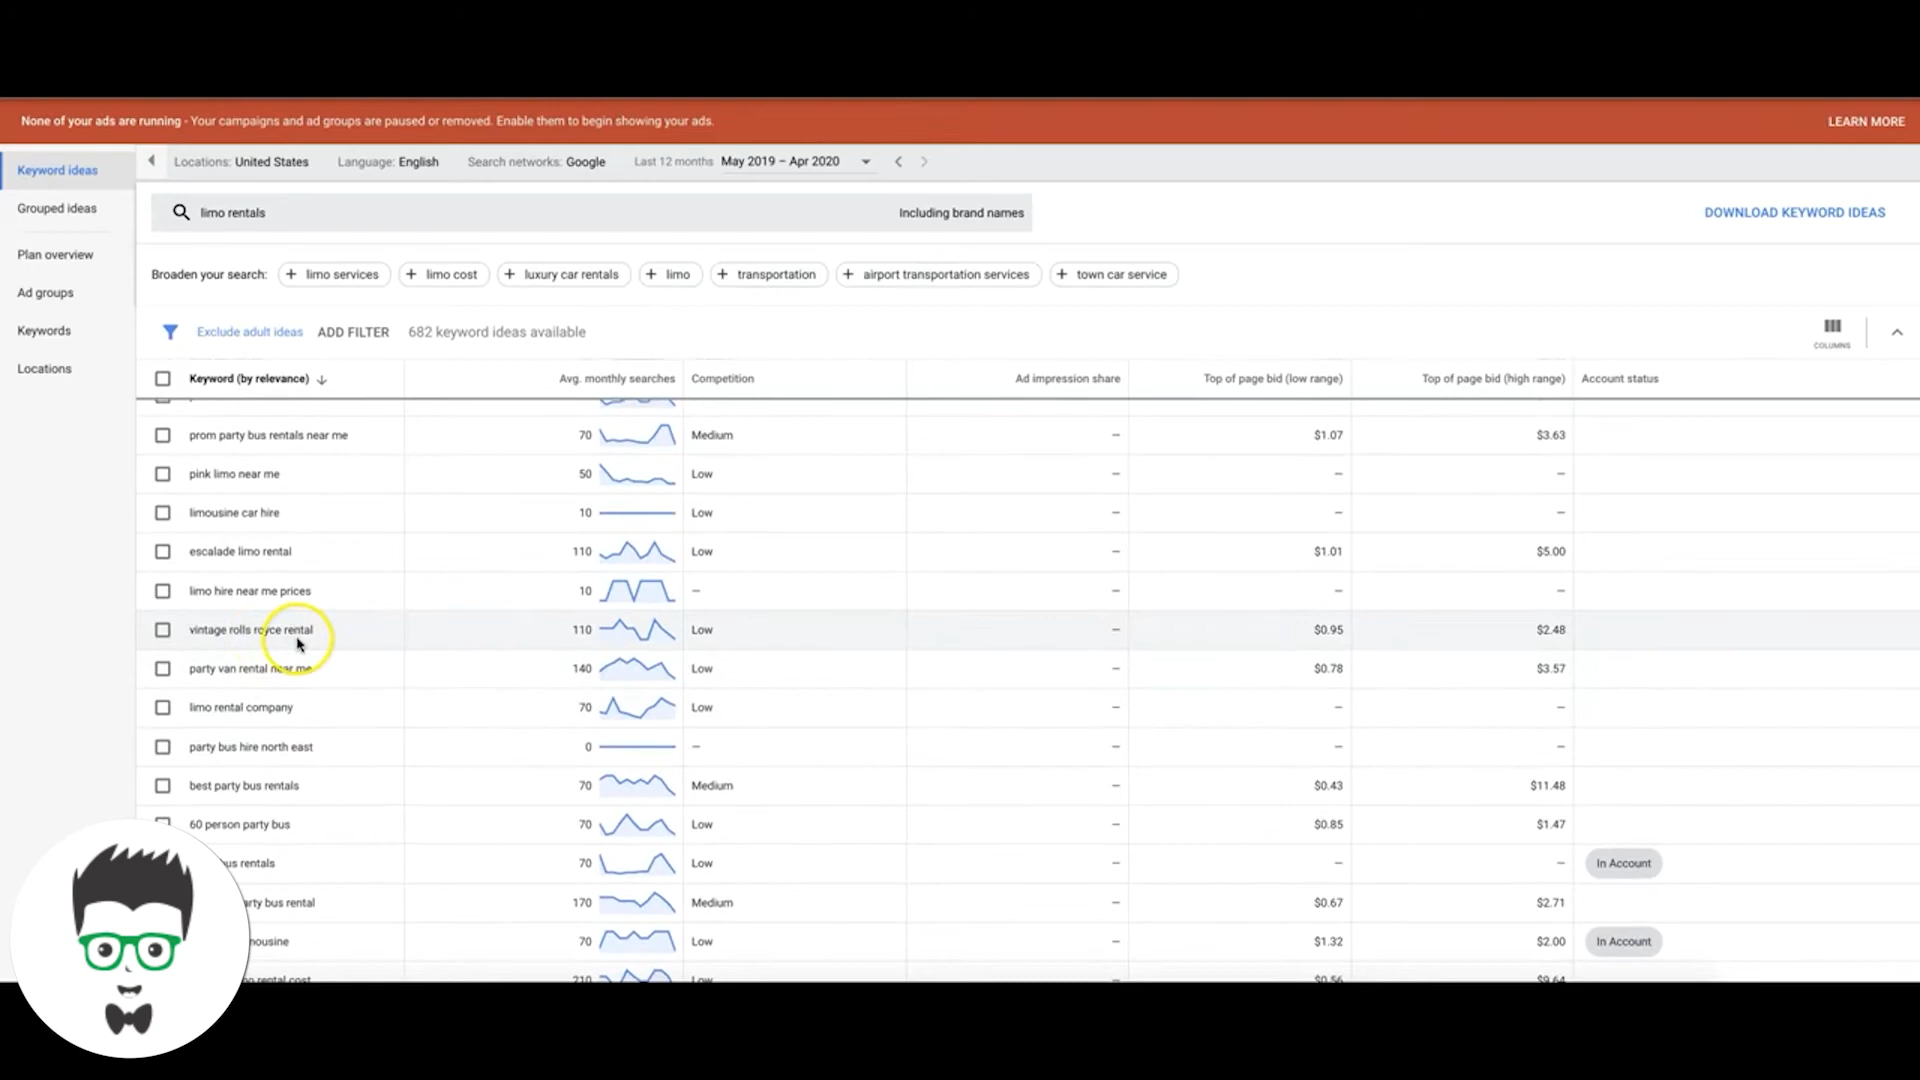 None of your ads are running - Your campaigns and ad groups are paused or removed. Enable them to begin showing your ads. LEARN MORE
Keyword ideas
Grouped ideas
Plan overview
Ad groups
Keywords
Locations
Locations: United States Language: English Search networks: Google Last 12 months May 2019 – Apr 2020
limo rentals Including brand names DOWNLOAD KEYWORD IDEAS
Broaden your search: + limo services + limo cost + luxury car rentals + limo + transportation + airport transportation services + town car service
Exclude adult ideas ADD FILTER 682 keyword ideas available COLUMNS
Keyword (by relevance) Avg. monthly searches Competition Ad impression share Top of page bid (low range) Top of page bid (high range) Account status
prom party bus rentals near me 70 Medium – $1.07 $3.63
pink limo near me 50 Low – – –
limousine car hire 10 Low – – –
escalade limo rental 110 Low – $1.01 $5.00
limo hire near me prices 10 – – – –
vintage rolls royce rental 110 Low – $0.95 $2.48
party van rental near me 140 Low – $0.78 $3.57
limo rental company 70 Low – – –
party bus hire north east 0 – – – –
best party bus rentals 70 Medium – $0.43 $11.48
60 person party bus 70 Low – $0.85 $1.47
rentals 70 Low – – – In Account
bus rental 170 Medium – $0.67 $2.71
70 Low – $1.32 $2.00 In Account
rental cost 210 Low $0.56 $9.64